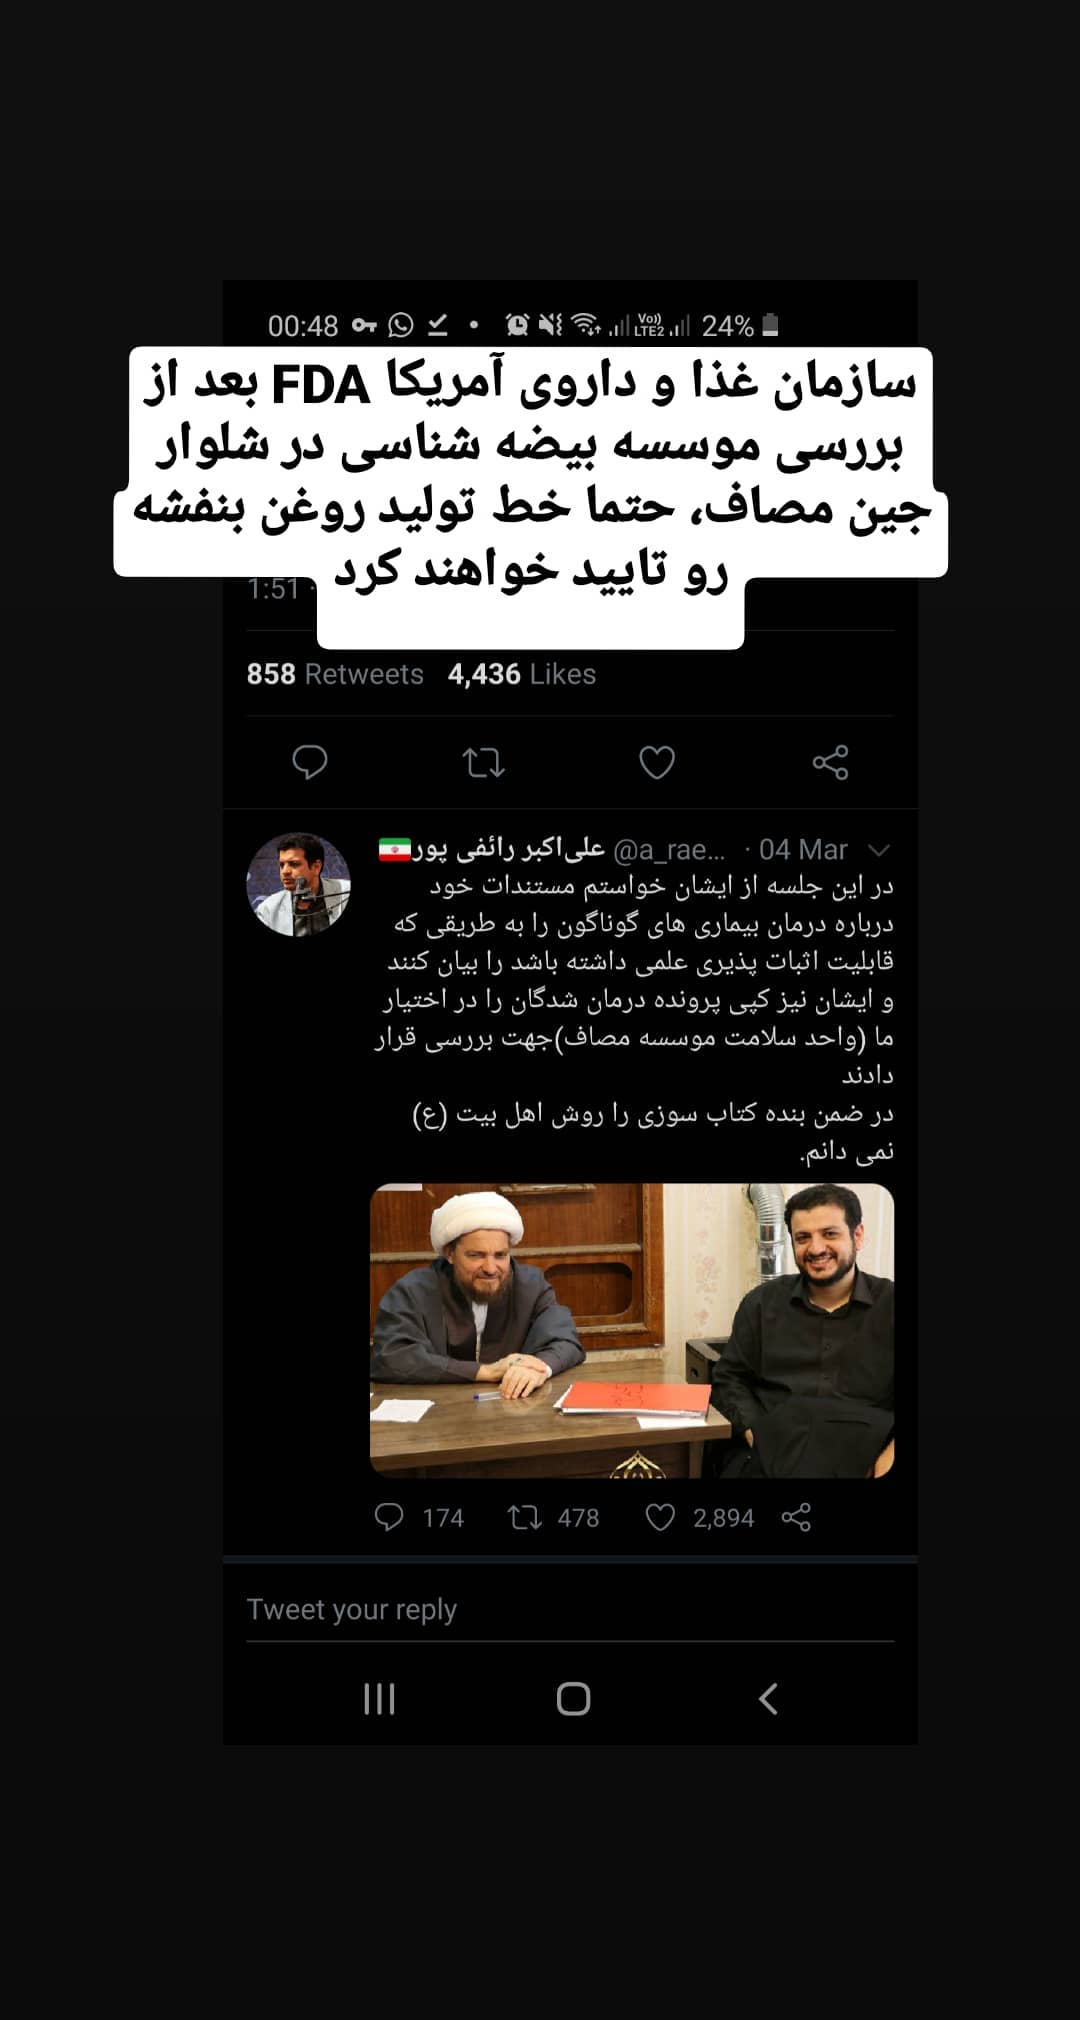 00:48
Vo))
LTE2
24%
سازمان غذا و داروی آمریکا FDA بعد از
بررسی موسسه بیضه شناسی در شلوار
جین مصاف، حتما خط تولید روغن بنفشه
رو تایید خواهند کرد
1:51 ·
858 Retweets 4,436 Likes
علی‌اکبر رائفی پور @a_rae... · 04 Mar
در این جلسه از ایشان خواستم مستندات خود
درباره درمان بیماری های گوناگون را به طریقی که
قابلیت اثبات پذیری علمی داشته باشد را بیان کنند
و ایشان نیز کپی پرونده درمان شدگان را در اختیار
ما (واحد سلامت موسسه مصاف)جهت بررسی قرار
دادند
در ضمن بنده کتاب سوزی را روش اهل بیت (ع)
نمی دانم.
174 478 2,894
Tweet your reply